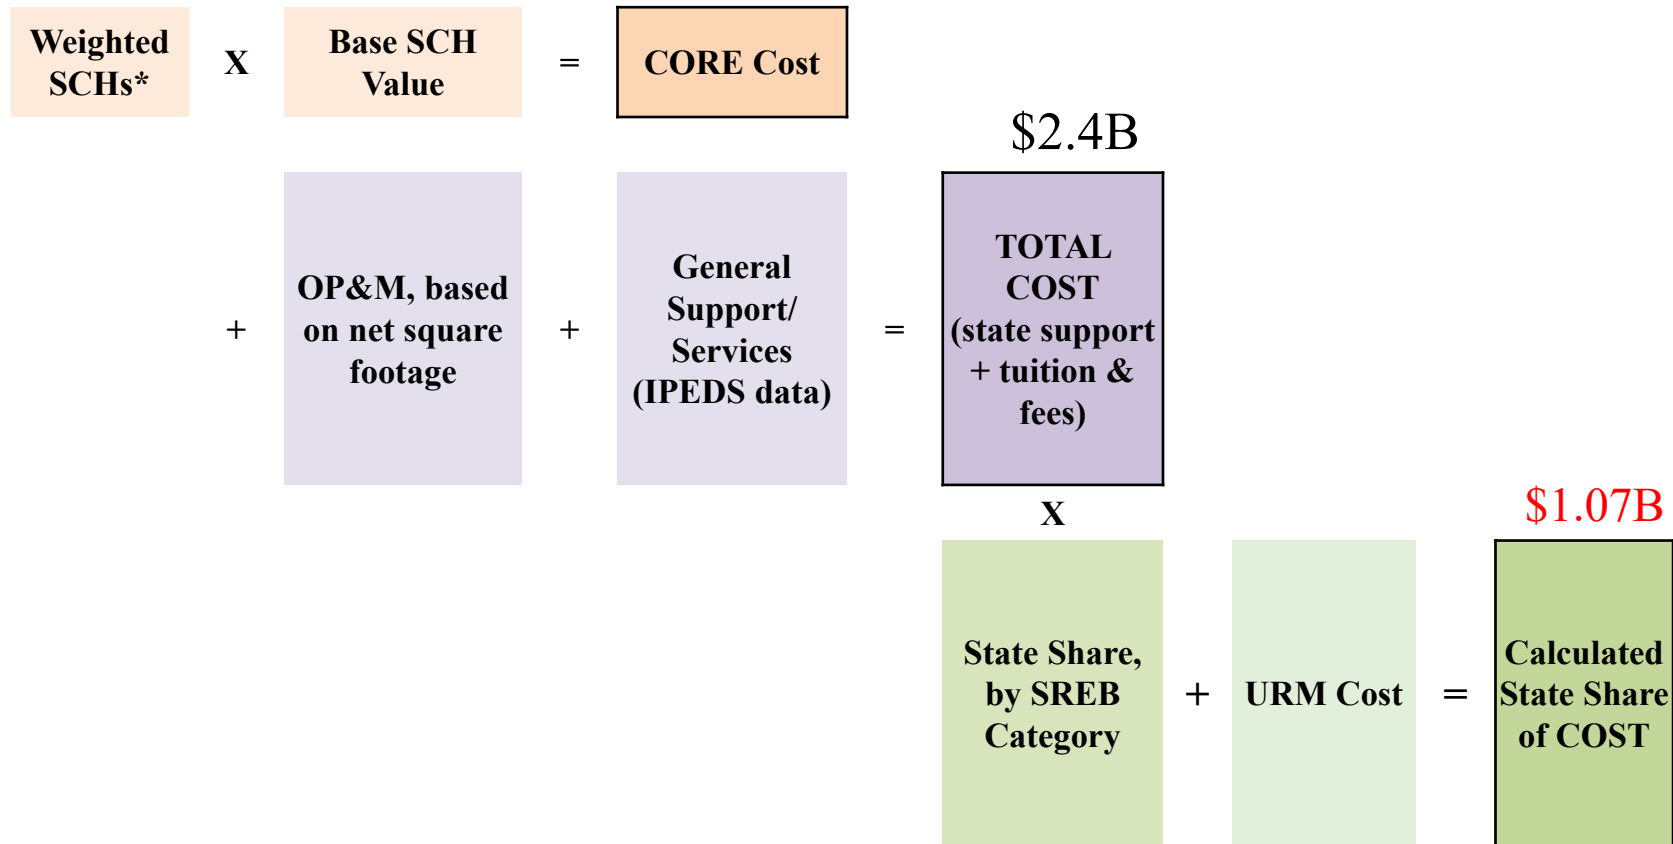 Weighted
SCHs*
X
Base SCH
Value
=
CORE Cost
$2.4B
+
OP&M, based
on net square
footage
+
General
Support/
Services
(IPEDS data)
=
TOTAL
COST
(state support
+ tuition &
fees)
X
$1.07B
State Share,
by SREB
Category
+
URM Cost
=
Calculated
State Share
of COST